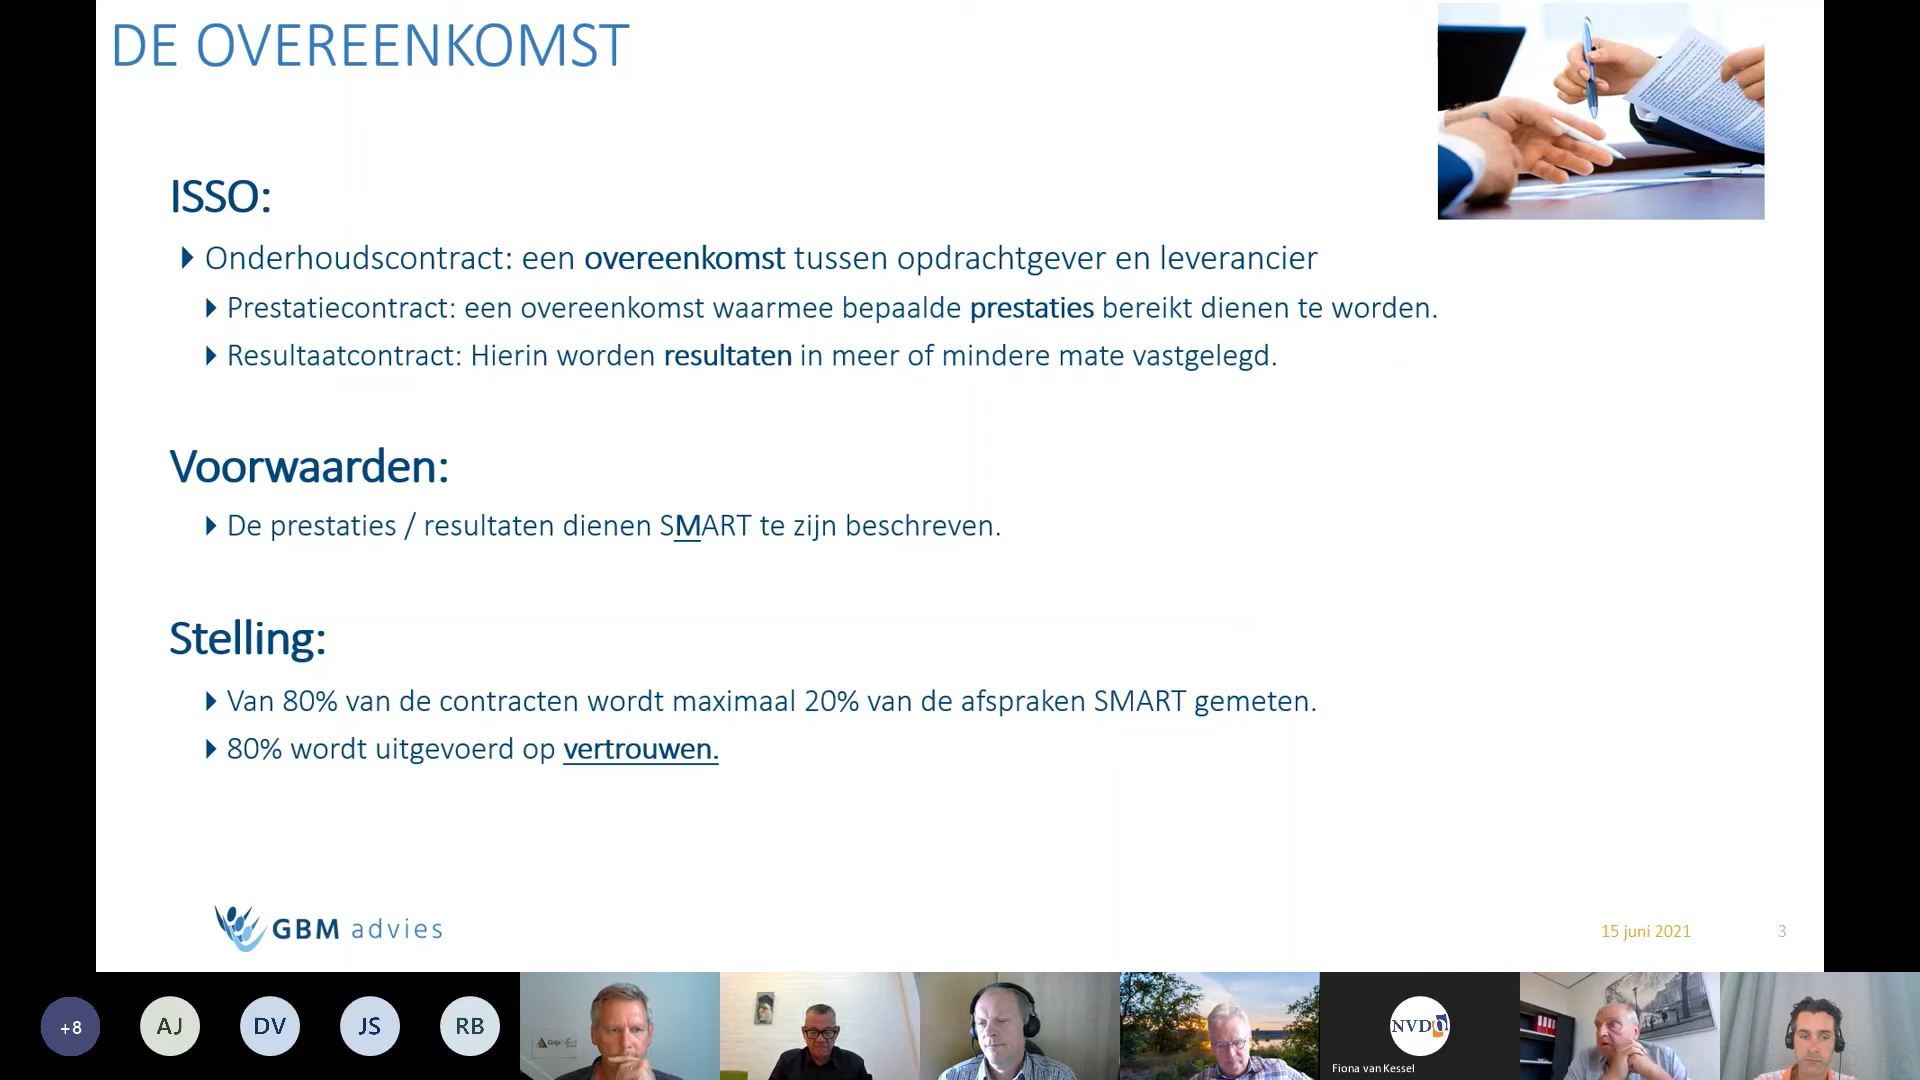 DE OVEREENKOMST
ISSO:
Onderhoudscontract: een overeenkomst tussen opdrachtgever en leverancier
Prestatiecontract: een overeenkomst waarmee bepaalde prestaties bereikt dienen te worden.
Resultaatcontract: Hierin worden resultaten in meer of mindere mate vastgelegd.
Voorwaarden:
De prestaties / resultaten dienen SMART te zijn beschreven.
Stelling:
Van 80% van de contracten wordt maximaal 20% van de afspraken SMART gemeten.
80% wordt uitgevoerd op vertrouwen.
GBM advies
15 juni 2021
3
+8
AJ
DV
JS
RB
NVDO
Fiona van Kessel